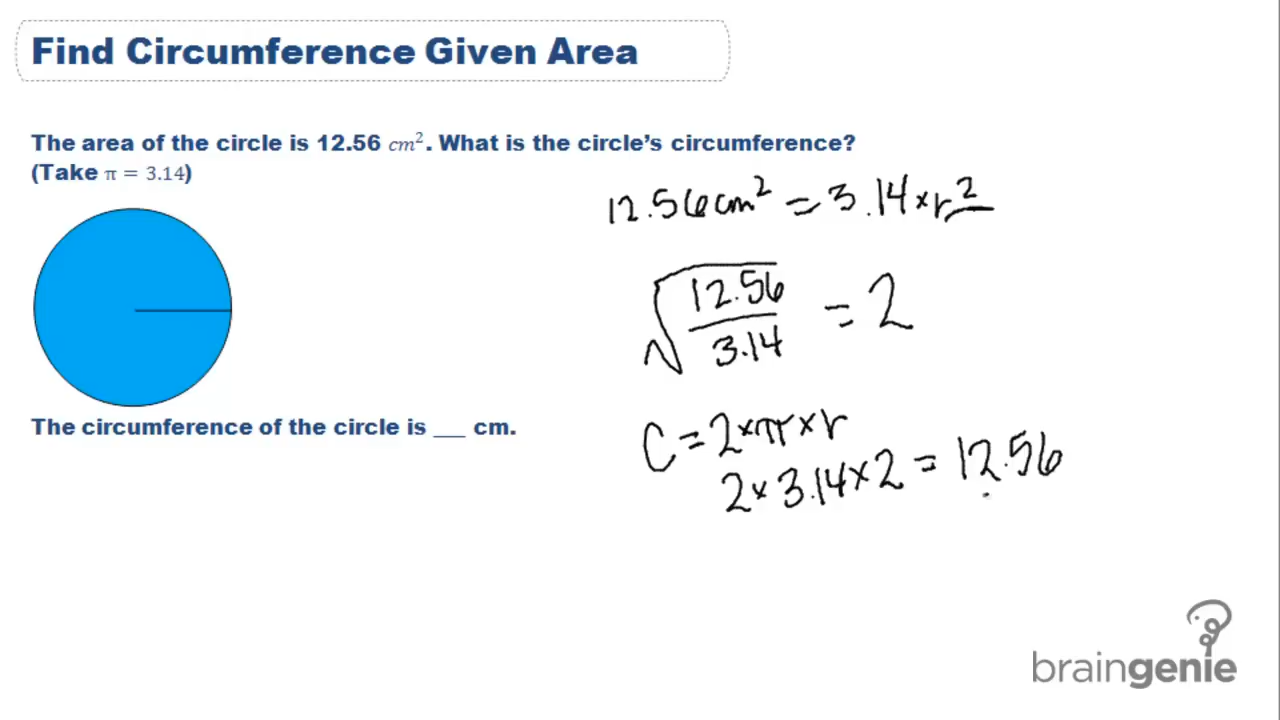 Find Circumference Given Area
The area of the circle is 12.56 cm². What is the circle's circumference?
(Take π = 3.14)
12.56cm² = 3.14 × r²
√(12.56/3.14) = 2
The circumference of the circle is ___ cm.
C = 2 × π × r
2 × 3.14 × 2 = 12.56
braingenie